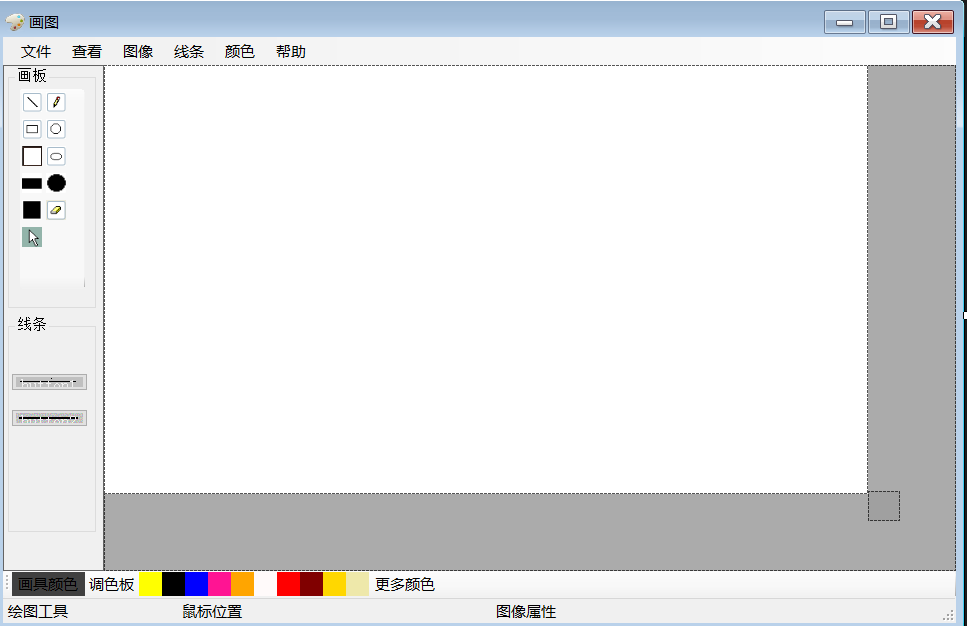 画图
文件 查看 图像 线条 颜色 帮助
画板
线条
画具颜色 调色板 更多颜色
绘图工具 鼠标位置 图像属性